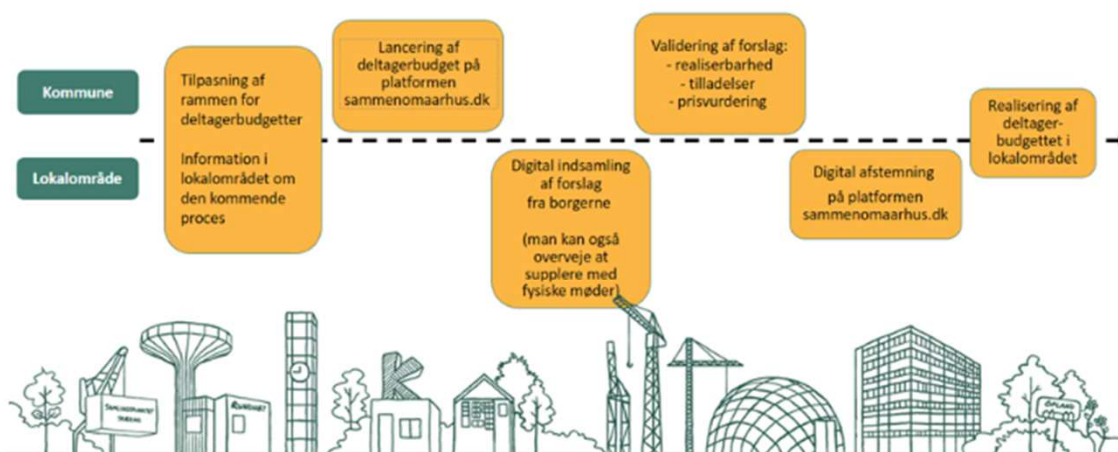 Kommune
Lokalområde
Tilpasning af
rammen for
deltagerbudgetter
Information i
lokalområdet om
den kommende
proces
Lancering af
deltagerbudget på
platformen
sammenomaarhus.dk
Digital indsamling
af forslag
fra borgerne
(man kan også
overveje at
supplere med
fysiske møder)
Validering af forslag:
- realiserbarhed
- tilladelser
- prisvurdering
Digital afstemning
på platformen
sammenomaarhus.dk
Realisering af
deltager-
budgettet i
lokalområdet
K